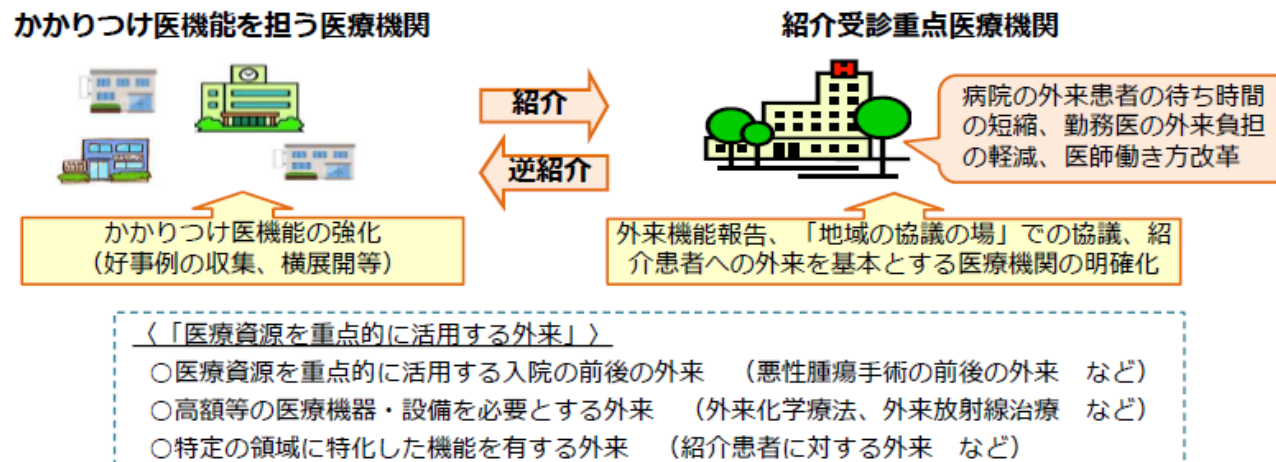 かかりつけ医機能を担う医療機関
紹介受診重点医療機関
紹介
逆紹介
H
病院の外来患者の待ち時間
の短縮、勤務医の外来負担
の軽減、医師働き方改革
かかりつけ医機能の強化
（好事例の収集、横展開等）
外来機能報告、「地域の協議の場」での協議、紹
介患者への外来を基本とする医療機関の明確化
〈「医療資源を重点的に活用する外来」〉
○医療資源を重点的に活用する入院の前後の外来　（悪性腫瘍手術の前後の外来　など）
○高額等の医療機器・設備を必要とする外来　（外来化学療法、外来放射線治療　など）
○特定の領域に特化した機能を有する外来　（紹介患者に対する外来　など）